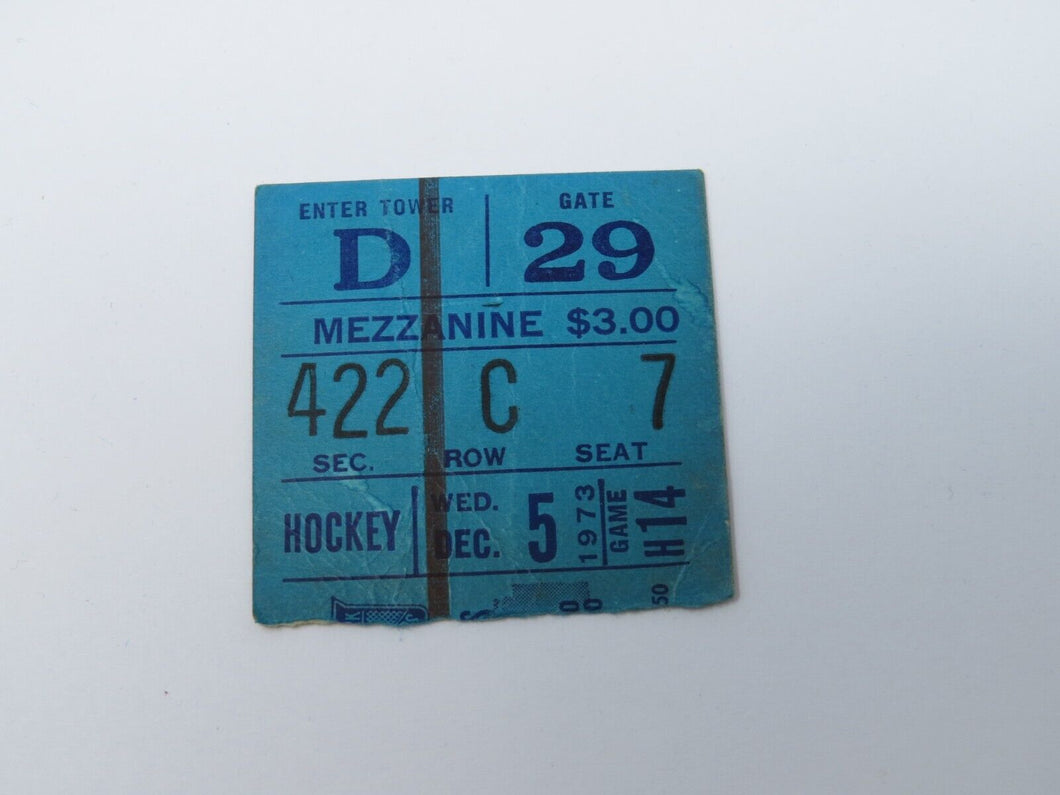 ENTER TOWER GATE
D 29
MEZZANINE $3.00
422 C 7
SEC. ROW SEAT
HOCKEY WED. DEC. 5 1973 GAME H14
50